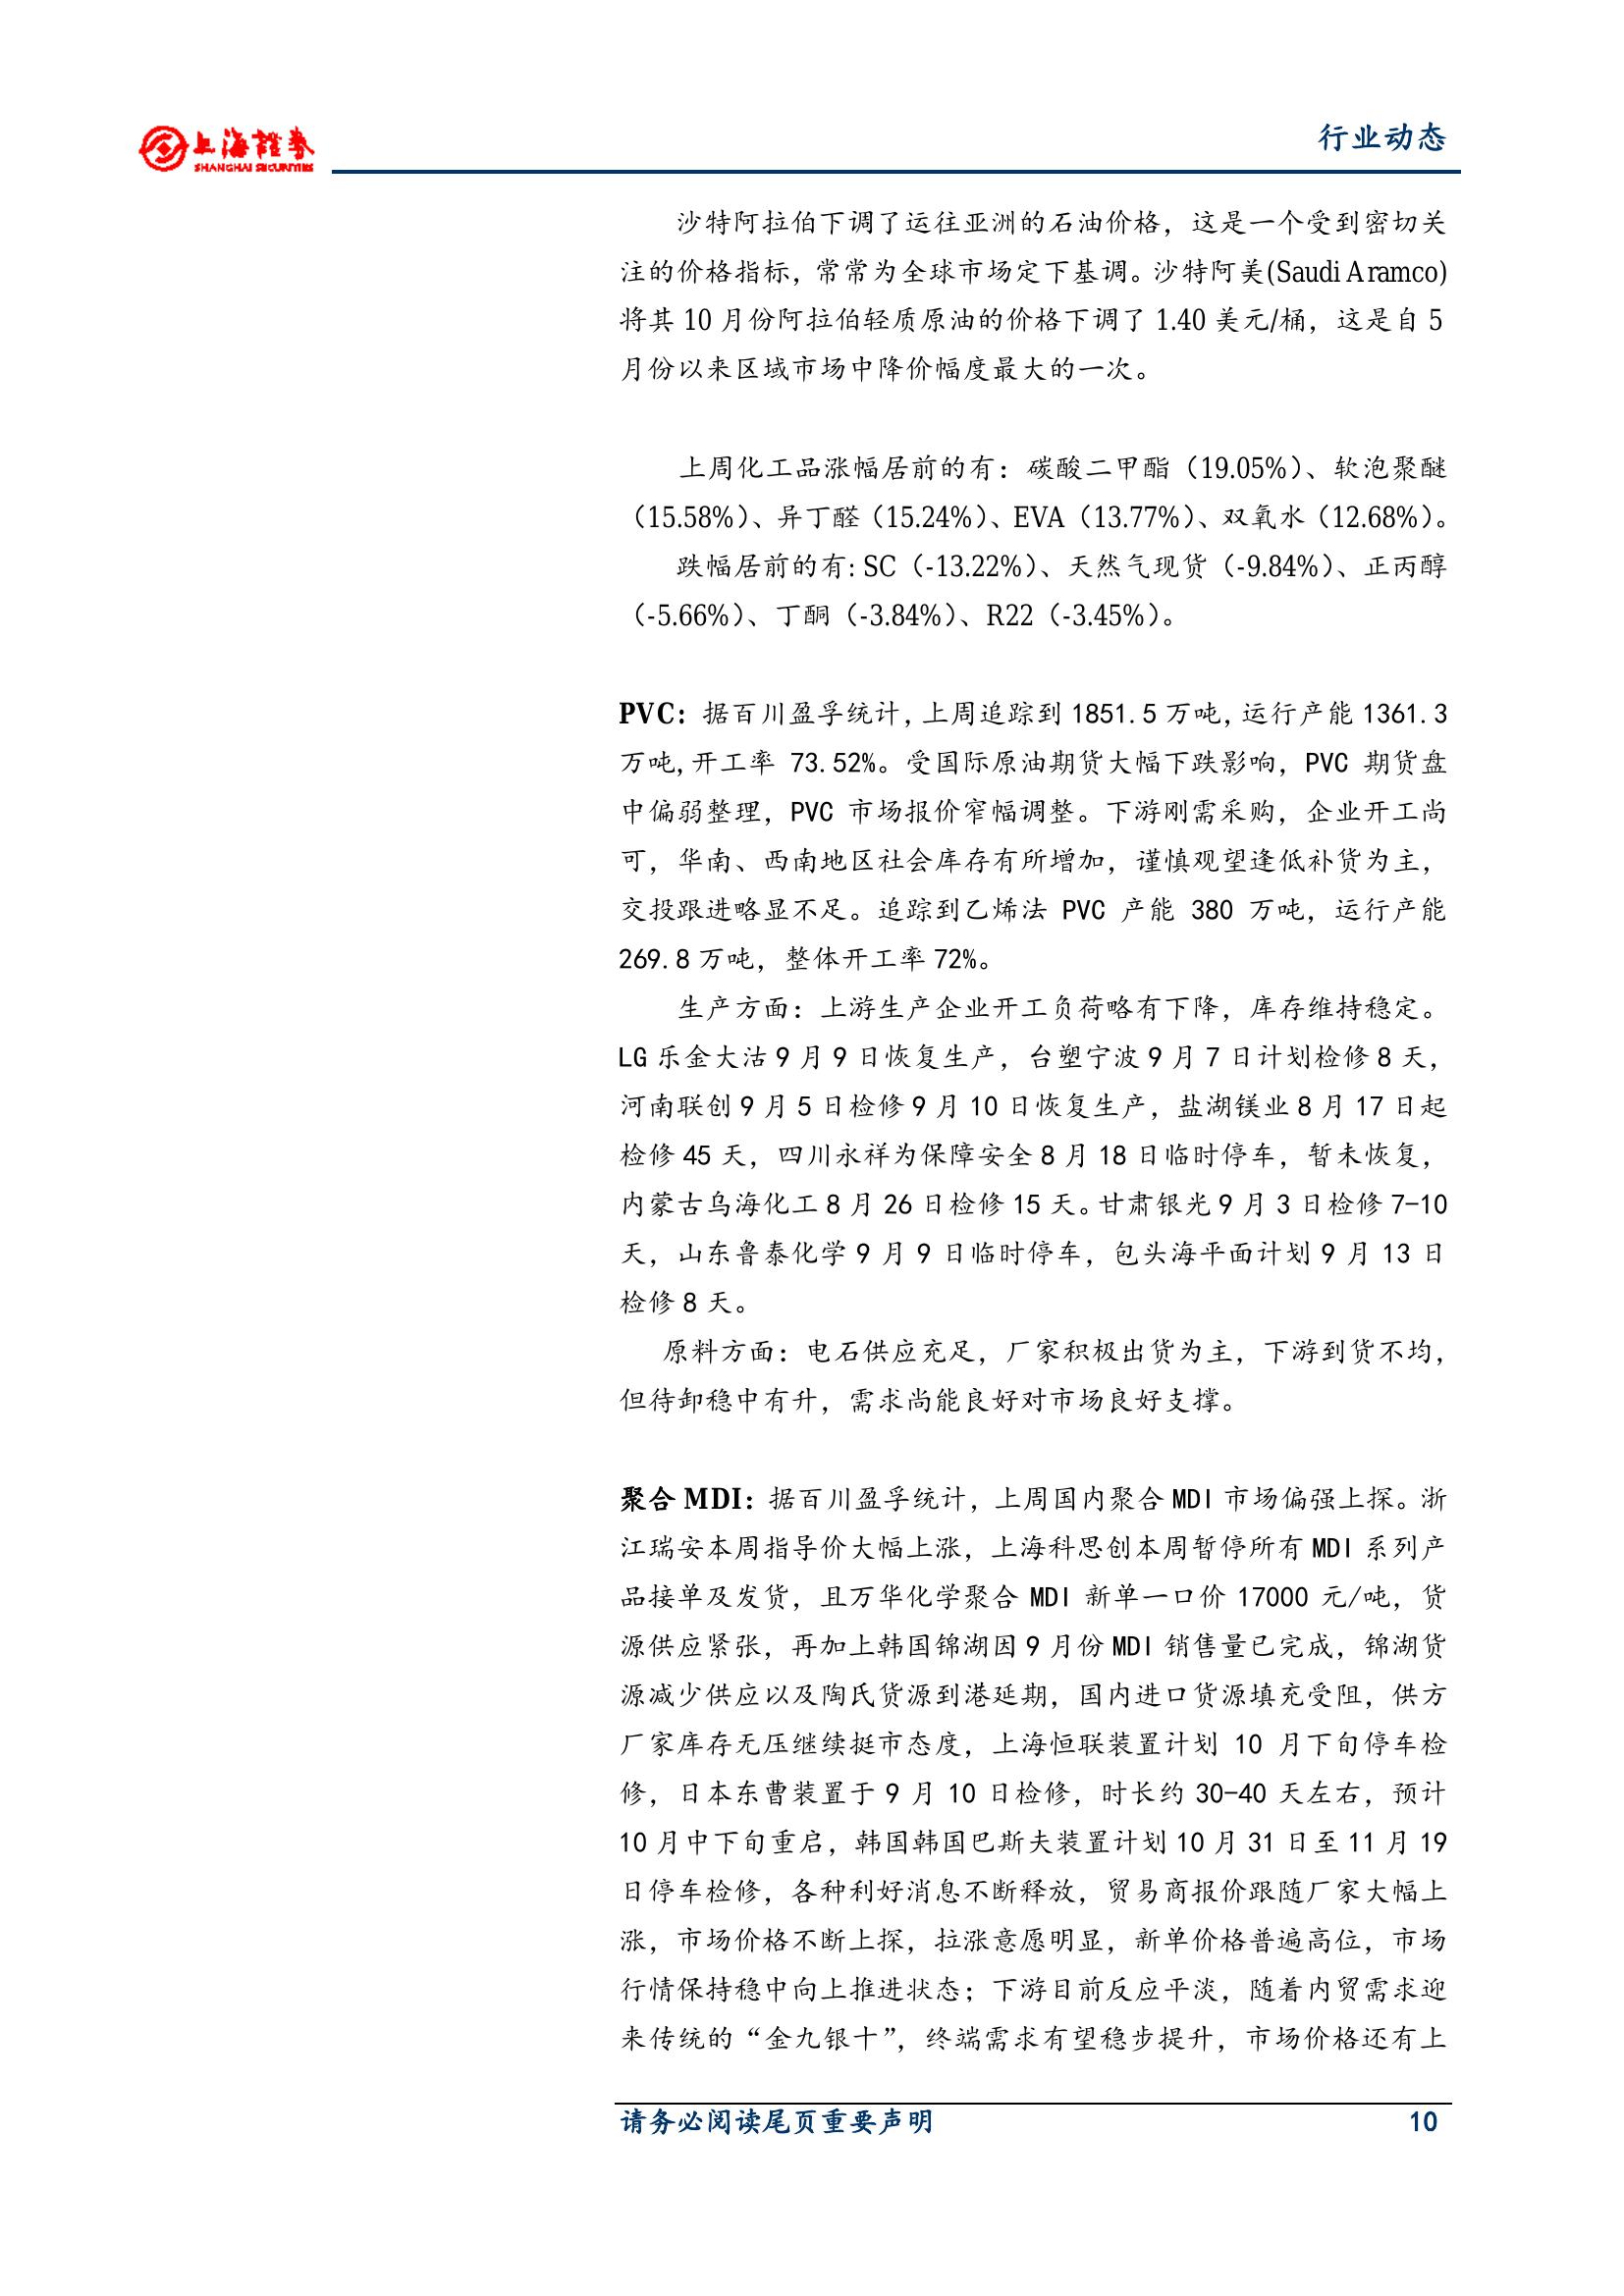 上海證券
SHANGHAI SECURITIES
行业动态
沙特阿拉伯下调了运往亚洲的石油价格，这是一个受到密切关
注的价格指标，常常为全球市场定下基调。沙特阿美(Saudi Aramco)
将其 10 月份阿拉伯轻质原油的价格下调了 1.40 美元/桶，这是自 5
月份以来区域市场中降价幅度最大的一次。
上周化工品涨幅居前的有：碳酸二甲酯（19.05%）、软泡聚醚
（15.58%）、异丁醛（15.24%）、EVA（13.77%）、双氧水（12.68%）。
跌幅居前的有: SC（-13.22%）、天然气现货（-9.84%）、正丙醇
（-5.66%）、丁酮（-3.84%）、R22（-3.45%）。
PVC：据百川盈孚统计，上周追踪到 1851.5 万吨，运行产能 1361.3
万吨，开工率 73.52%。受国际原油期货大幅下跌影响，PVC 期货盘
中偏弱整理，PVC 市场报价窄幅调整。下游刚需采购，企业开工尚
可，华南、西南地区社会库存有所增加，谨慎观望逢低补货为主，
交投跟进略显不足。追踪到乙烯法 PVC 产能 380 万吨，运行产能
269.8 万吨，整体开工率 72%。
生产方面：上游生产企业开工负荷略有下降，库存维持稳定。
LG 乐金大沽 9 月 9 日恢复生产，台塑宁波 9 月 7 日计划检修 8 天，
河南联创 9 月 5 日检修 9 月 10 日恢复生产，盐湖镁业 8 月 17 日起
检修 45 天，四川永祥为保障安全 8 月 18 日临时停车，暂未恢复，
内蒙古乌海化工 8 月 26 日检修 15 天。甘肃银光 9 月 3 日检修 7-10
天，山东鲁泰化学 9 月 9 日临时停车，包头海平面计划 9 月 13 日
检修 8 天。
原料方面：电石供应充足，厂家积极出货为主，下游到货不均，
但待卸稳中有升，需求尚能良好对市场良好支撑。
聚合 MDI：据百川盈孚统计，上周国内聚合 MDI 市场偏强上探。浙
江瑞安本周指导价大幅上涨，上海科思创本周暂停所有 MDI 系列产
品接单及发货，且万华化学聚合 MDI 新单一口价 17000 元/吨，货
源供应紧张，再加上韩国锦湖因 9 月份 MDI 销售量已完成，锦湖货
源减少供应以及陶氏货源到港延期，国内进口货源填充受阻，供方
厂家库存无压继续挺市态度，上海恒联装置计划 10 月下旬停车检
修，日本东曹装置于 9 月 10 日检修，时长约 30-40 天左右，预计
10 月中下旬重启，韩国韩国巴斯夫装置计划 10 月 31 日至 11 月 19
日停车检修，各种利好消息不断释放，贸易商报价跟随厂家大幅上
涨，市场价格不断上探，拉涨意愿明显，新单价格普遍高位，市场
行情保持稳中向上推进状态；下游目前反应平淡，随着内贸需求迎
来传统的“金九银十”，终端需求有望稳步提升，市场价格还有上
请务必阅读尾页重要声明
10